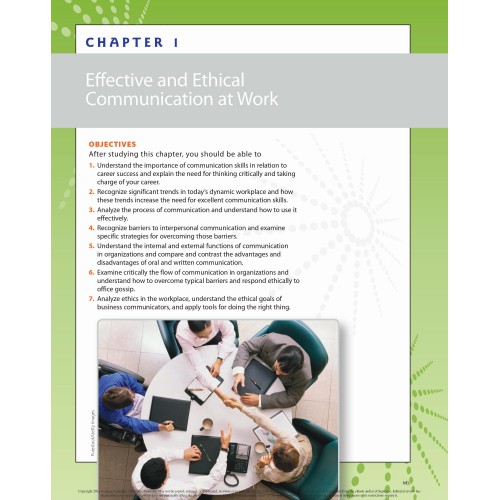 CHAPTER 1
Effective and Ethical
Communication at Work
OBJECTIVES
After studying this chapter, you should be able to
1. Understand the importance of communication skills in relation to
career success and explain the need for thinking critically and taking
charge of your career.
2. Recognize significant trends in today's dynamic workplace and how
these trends increase the need for excellent communication skills.
3. Analyze the process of communication and understand how to use it
effectively.
4. Recognize barriers to interpersonal communication and examine
specific strategies for overcoming those barriers.
5. Understand the internal and external functions of communication
in organizations and compare and contrast the advantages and
disadvantages of oral and written communication.
6. Examine critically the flow of communication in organizations and
understand how to overcome typical barriers and respond ethically to
office gossip.
7. Analyze ethics in the workplace, understand the ethical goals of
business communicators, and apply tools for doing the right thing.